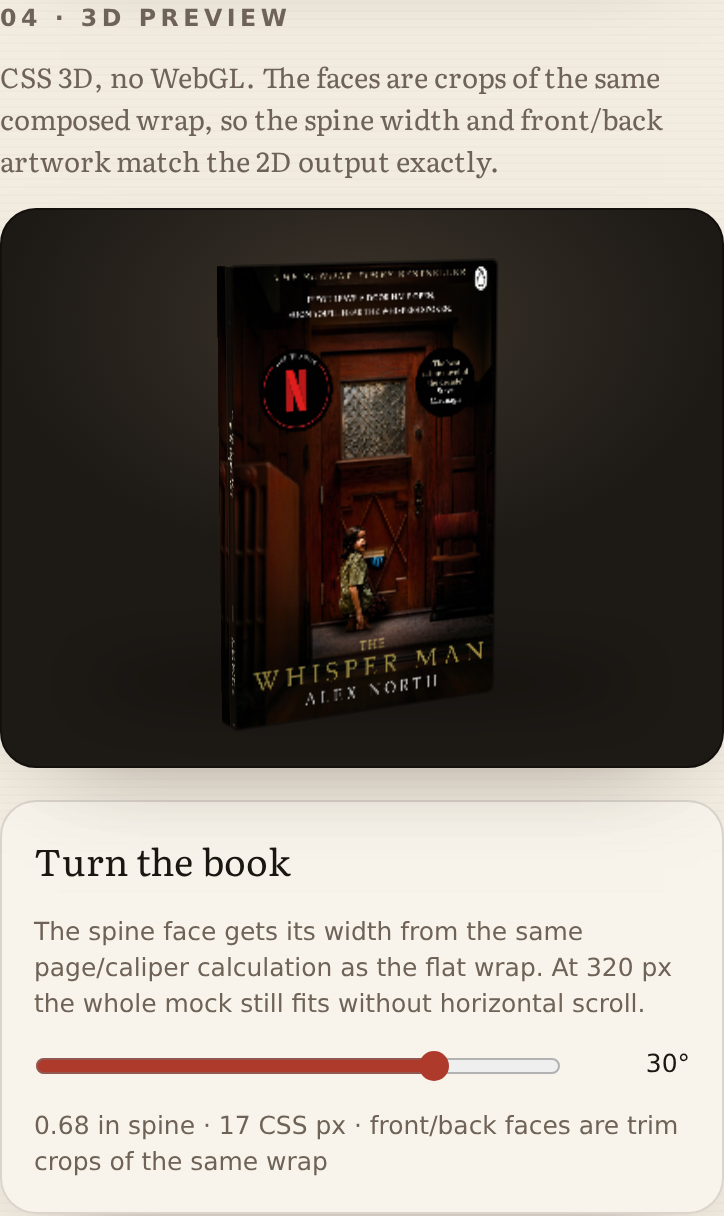 04 · 3D PREVIEW
CSS 3D, no WebGL. The faces are crops of the same
composed wrap, so the spine width and front/back
artwork match the 2D output exactly.
N
THE
WHISPER MAN
ALEX NORTH
Turn the book
The spine face gets its width from the same
page/caliper calculation as the flat wrap. At 320 px
the whole mock still fits without horizontal scroll.
30°
0.68 in spine · 17 CSS px · front/back faces are trim
crops of the same wrap